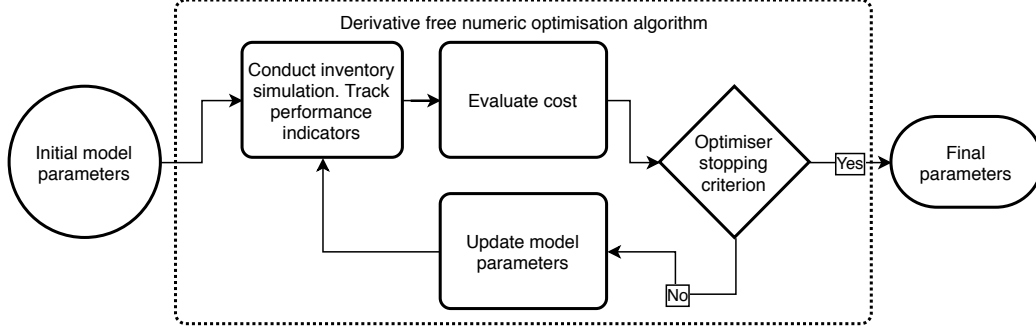 Derivative free numeric optimisation algorithm
Initial model
parameters
Conduct inventory
simulation. Track
performance
indicators
Evaluate cost
Optimiser
stopping
criterion
Yes
Final
parameters
No
Update model
parameters